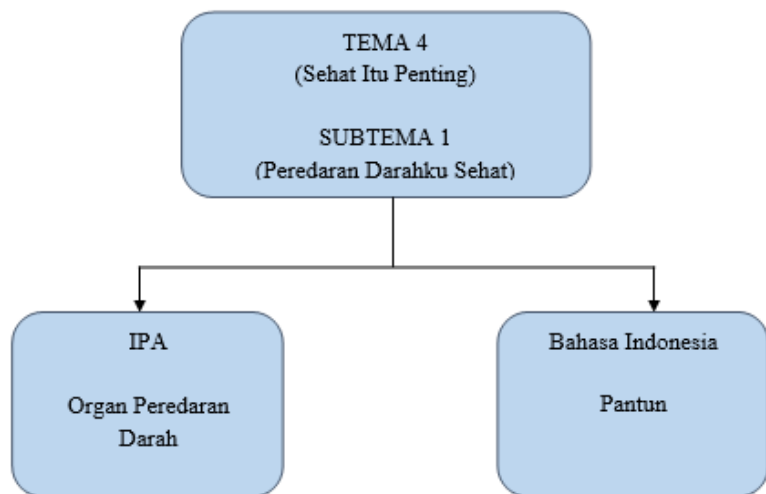 TEMA 4
(Sehat Itu Penting)
SUBTEMA 1
(Peredaran Darahku Sehat)
IPA
Organ Peredaran
Darah
Bahasa Indonesia
Pantun